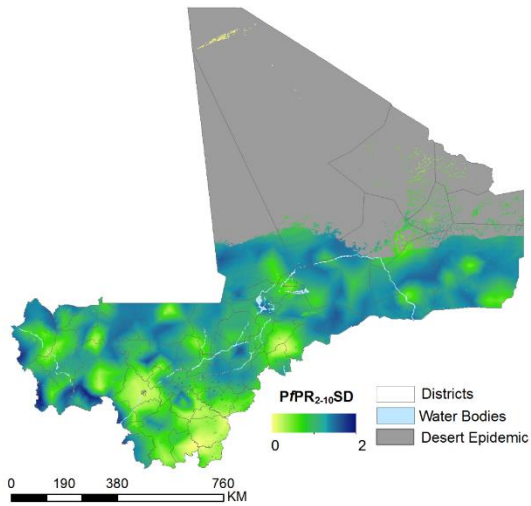 PfPR2-10SD
0 2
Districts
Water Bodies
Desert Epidemic
0 190 380 760
KM